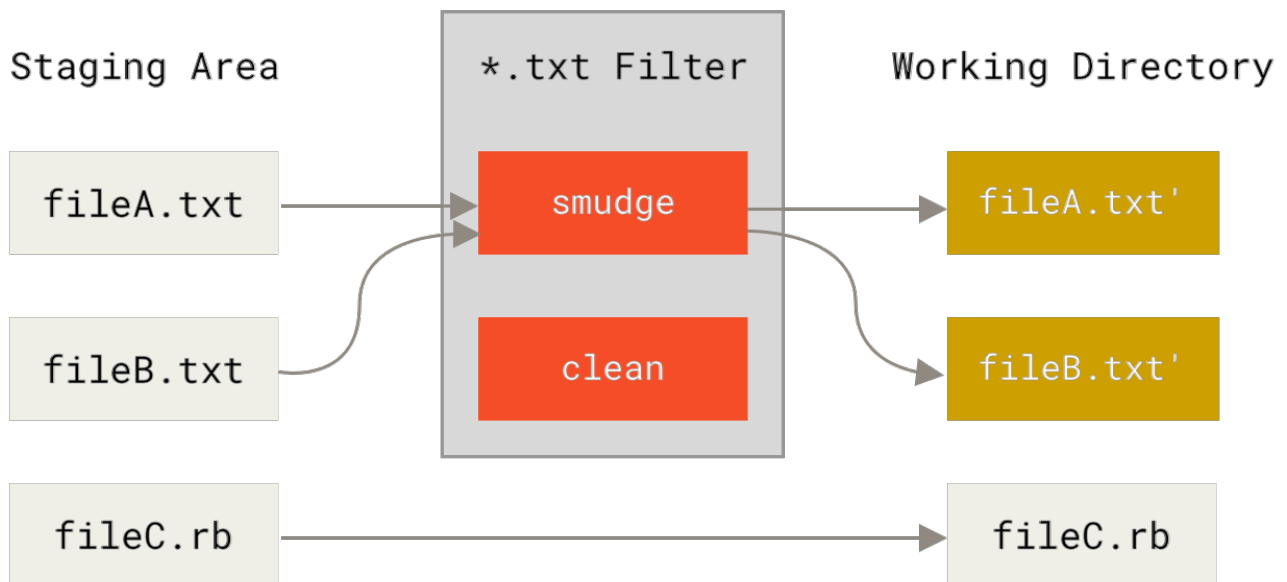 Staging Area
*.txt Filter
Working Directory
fileA.txt
smudge
fileA.txt'
fileB.txt
clean
fileB.txt'
fileC.rb
fileC.rb